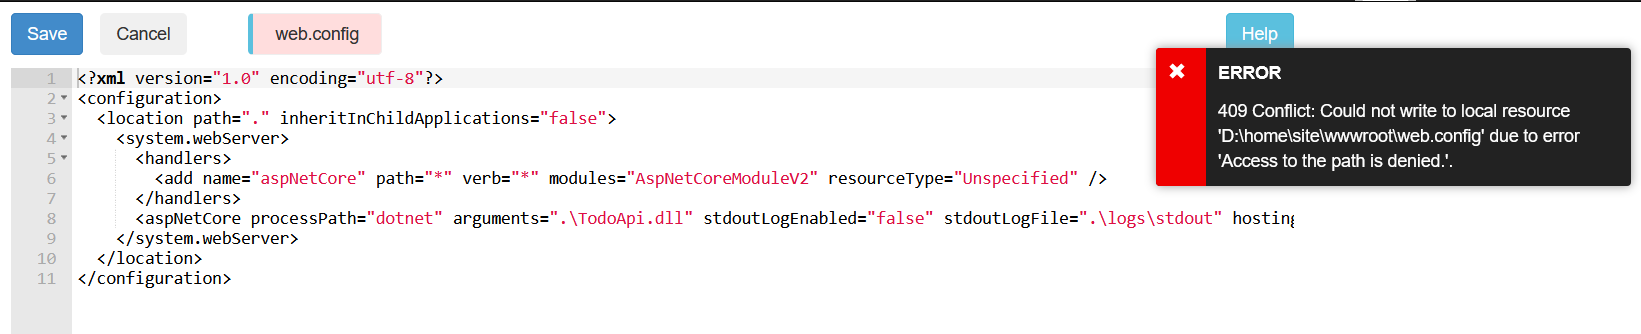 Save Cancel web.config Help
ERROR
409 Conflict: Could not write to local resource
'D:\home\site\wwwroot\web.config' due to error
'Access to the path is denied.'.
1 <?xml version="1.0" encoding="utf-8"?>
2 <configuration>
3 <location path="." inheritInChildApplications="false">
4 <system.webServer>
5 <handlers>
6 <add name="aspNetCore" path="*" verb="*" modules="AspNetCoreModuleV2" resourceType="Unspecified" />
7 </handlers>
8 <aspNetCore processPath="dotnet" arguments=".\TodoApi.dll" stdoutLogEnabled="false" stdoutLogFile=".\logs\stdout" hosting
9 </system.webServer>
10 </location>
11 </configuration>